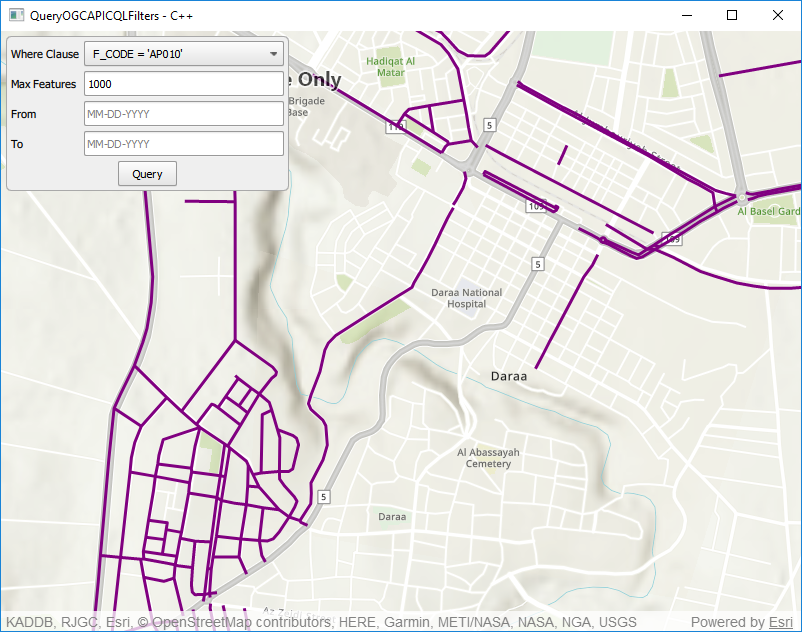 QueryOGCAPICQLFilters - C++
Where Clause F_CODE = 'AP010'
Max Features 1000
From MM-DD-YYYY
To MM-DD-YYYY
Query
e Only
Brigade
Base
Hadiqat Al
Matar
5
109
Al Basel Gard
5
Daraa National
Hospital
Daraa
Al Abassayah
Cemetery
5
Daraa
KADDB, RJGC, Esri, © OpenStreetMap contributors, HERE, Garmin, METI/NASA, NASA, NGA, USGS
Powered by Esri